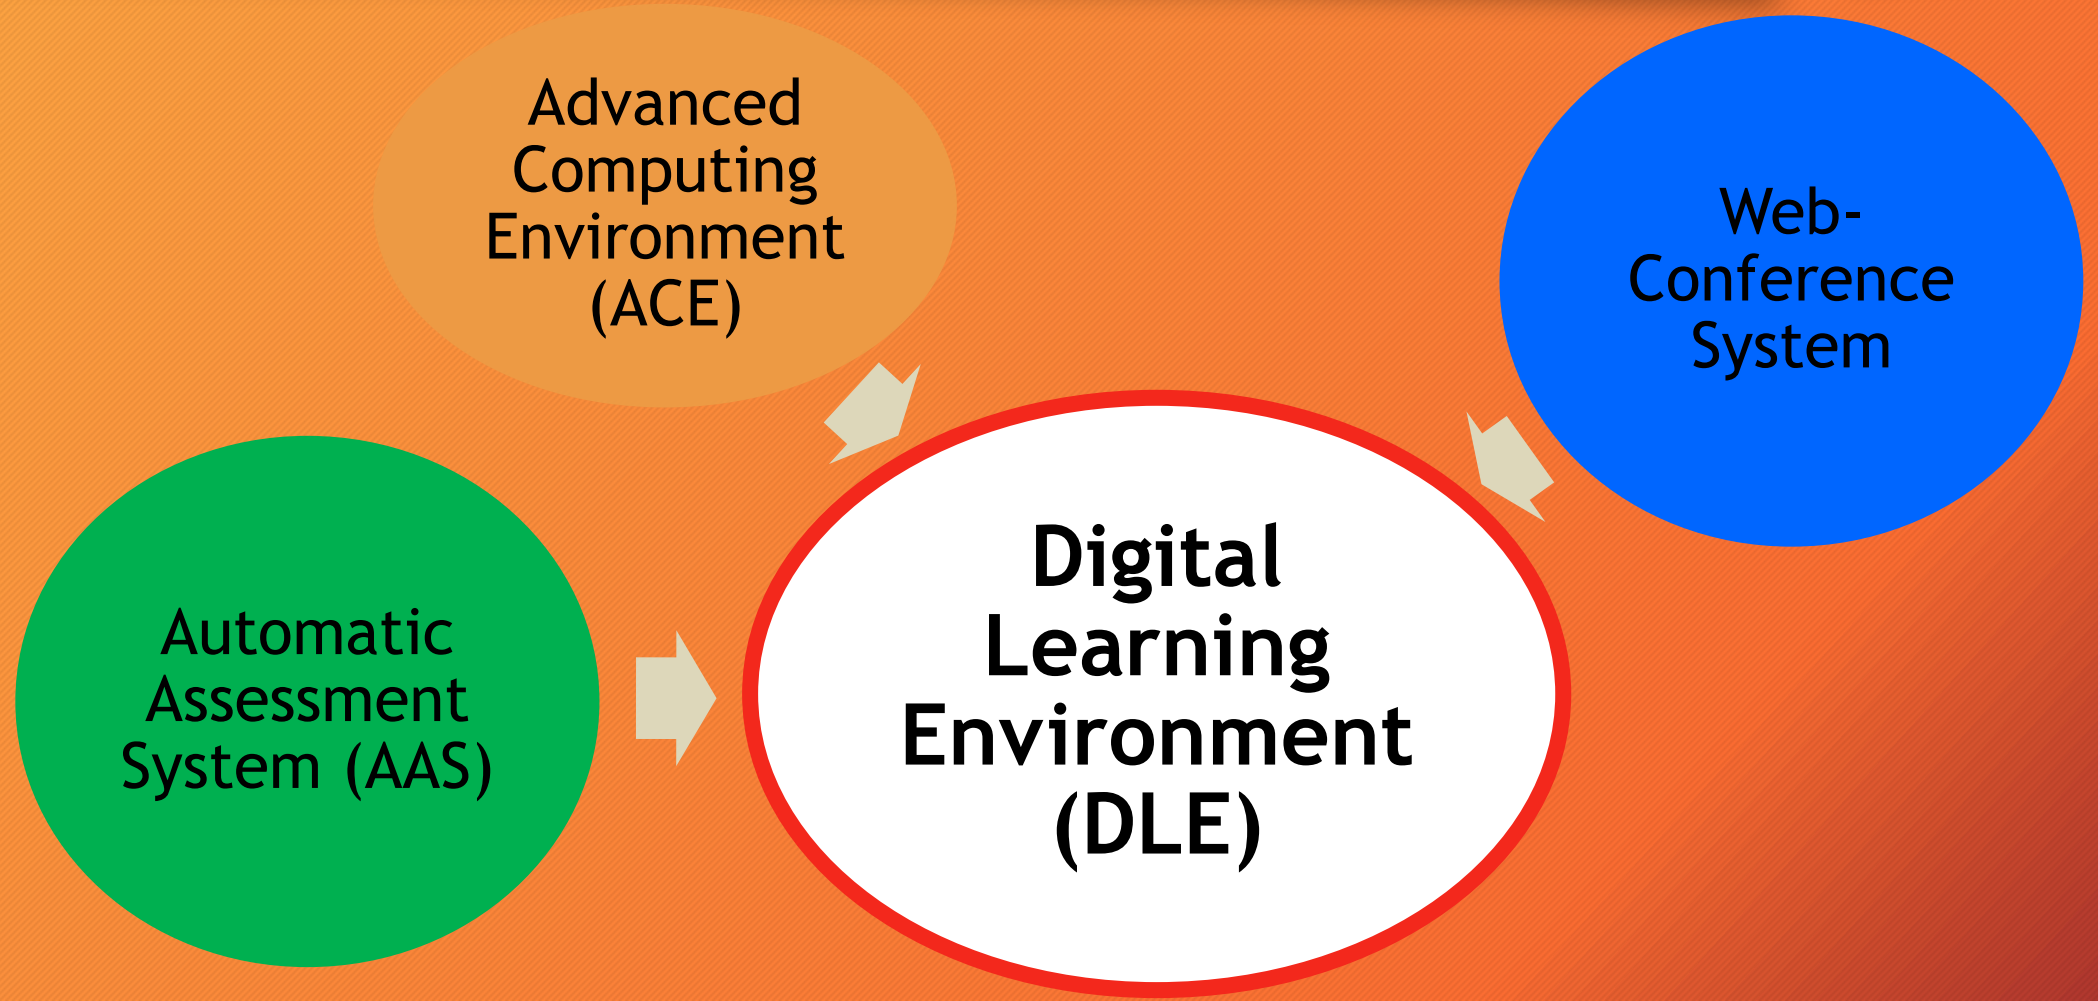 Advanced
Computing
Environment
(ACE)
Web-
Conference
System
Automatic
Assessment
System (AAS)
Digital
Learning
Environment
(DLE)